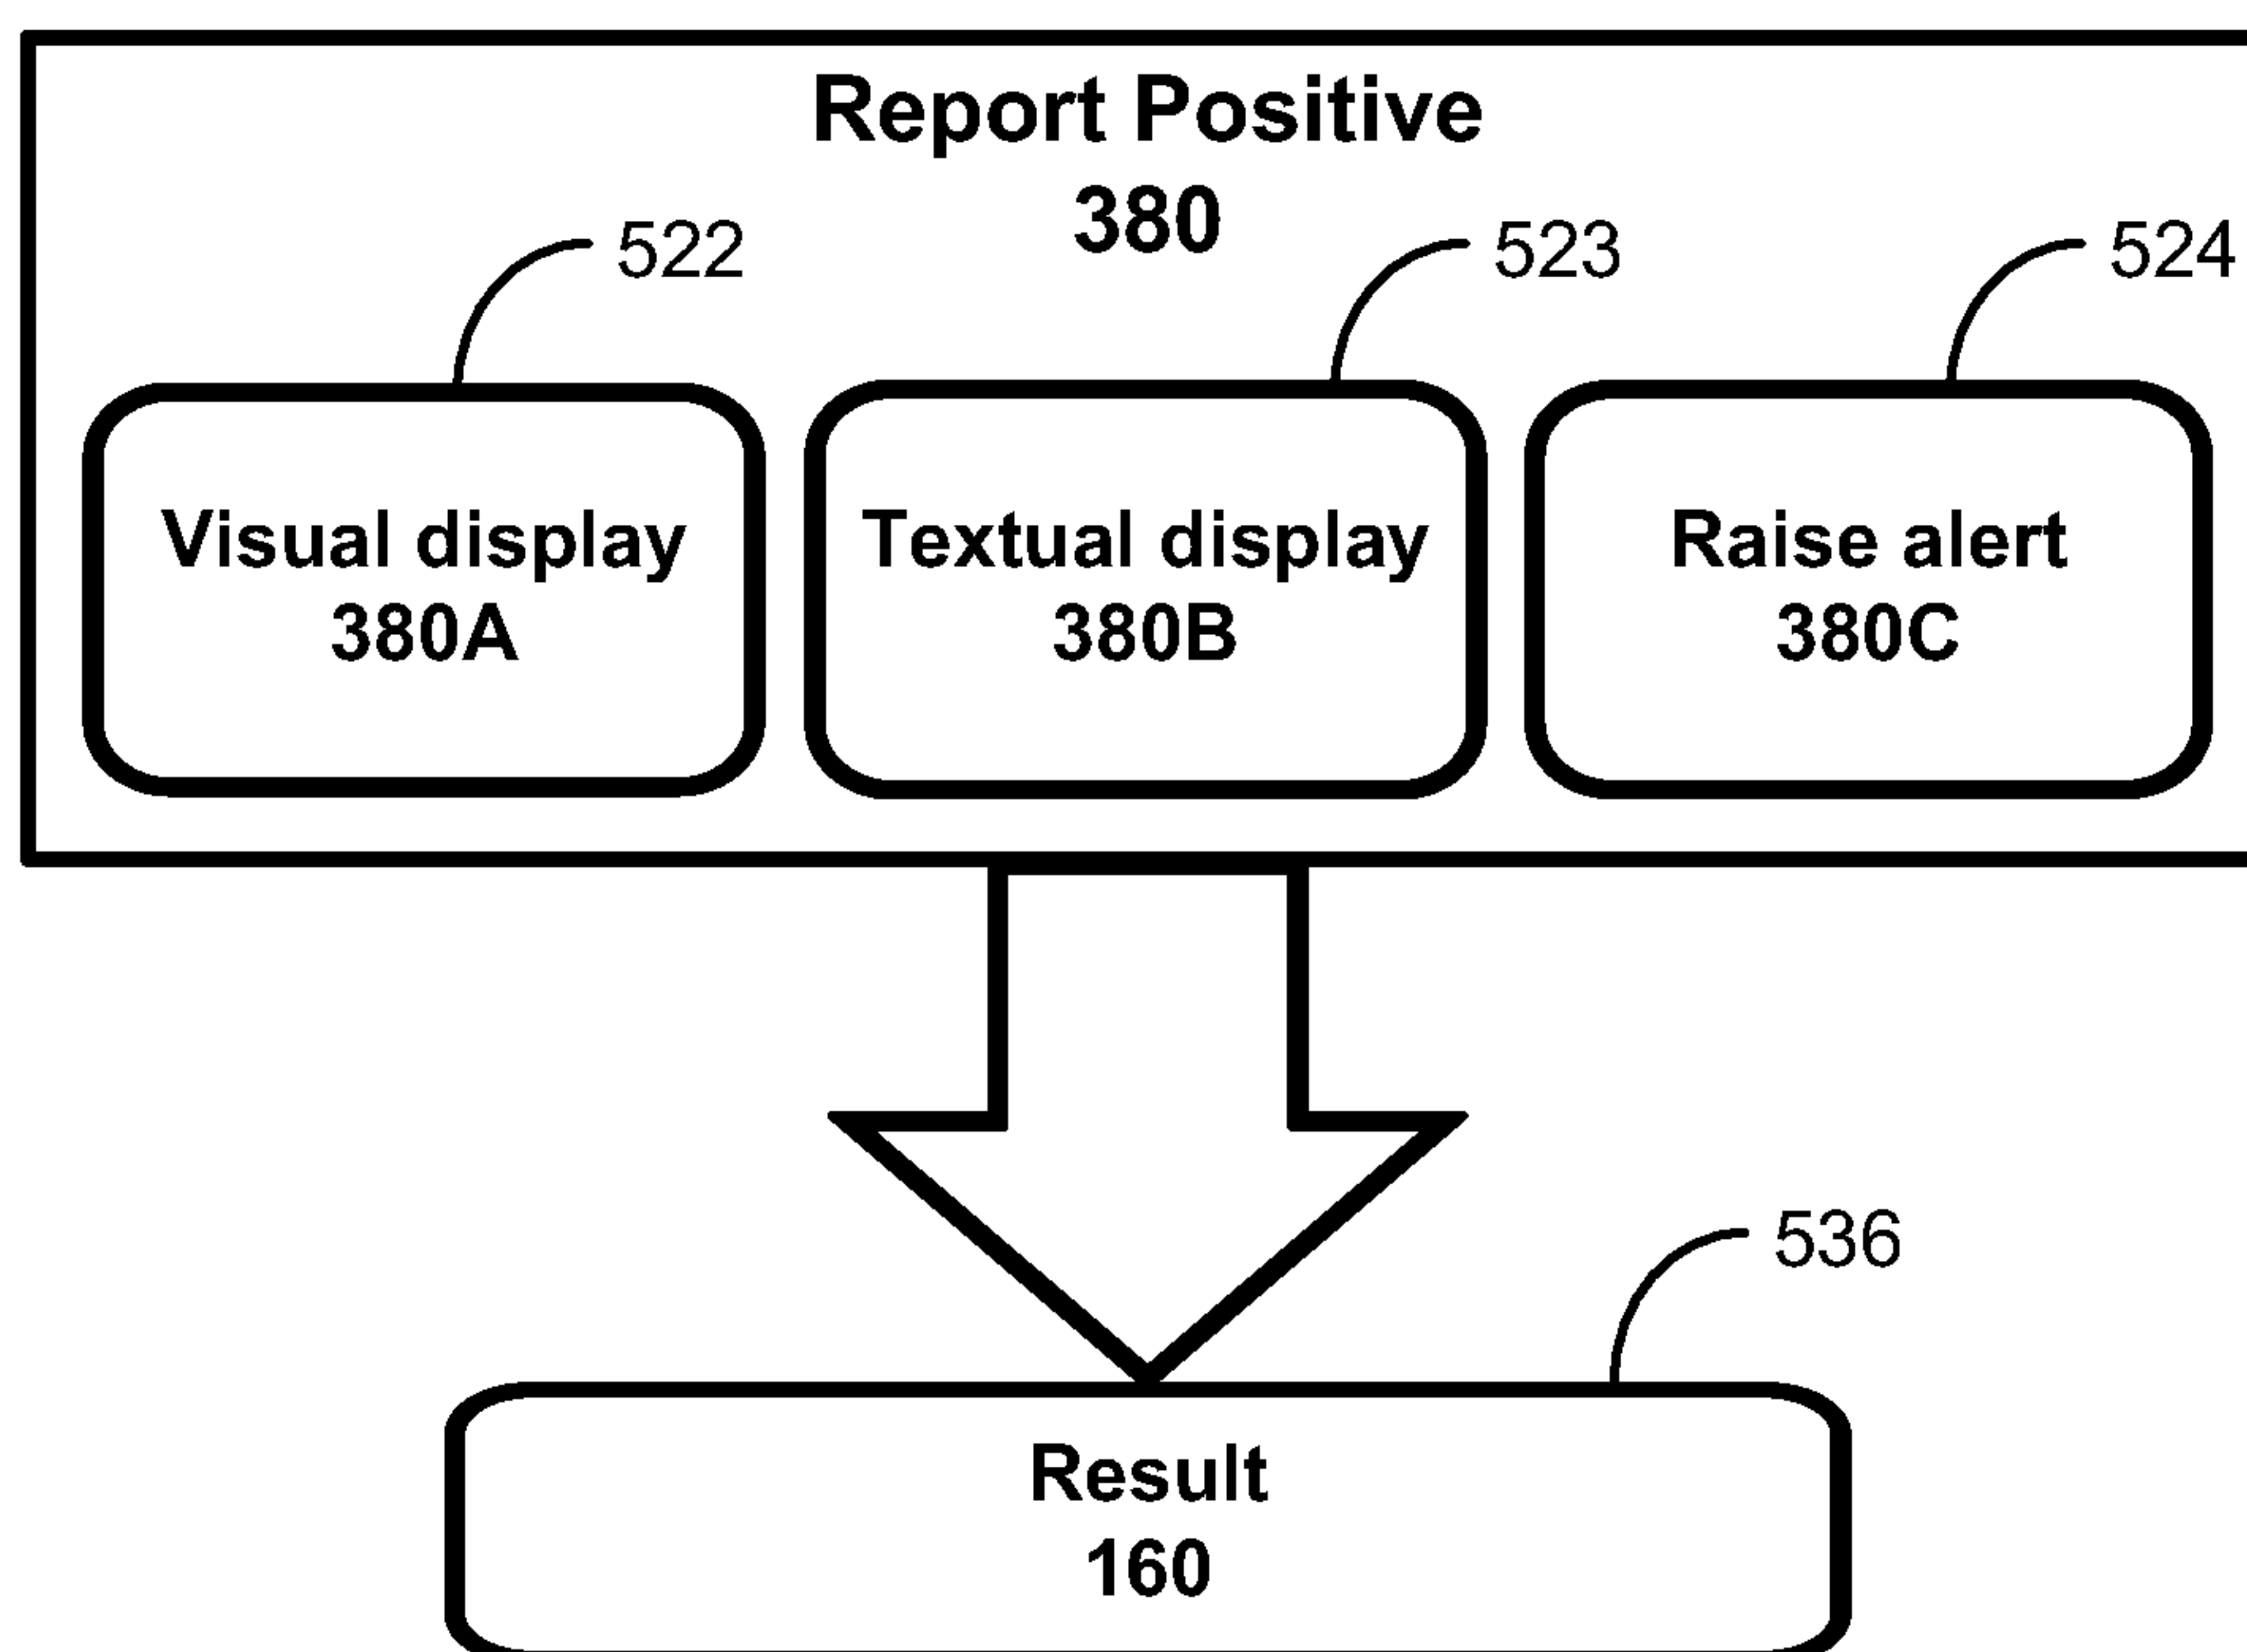 Report Positive
380
522
523
524
Visual display
380A
Textual display
380B
Raise alert
380C
536
Result
160